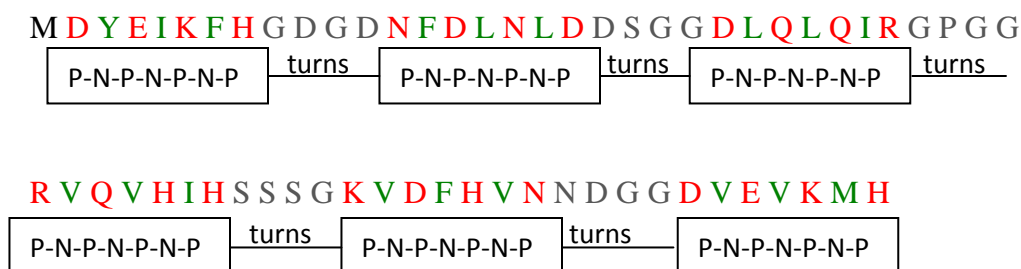 M D Y E I K F H G D G D N F D L N L D D S G G D L Q L Q I R G P G G
P-N-P-N-P-N-P turns P-N-P-N-P-N-P turns P-N-P-N-P-N-P turns
R V Q V H I H S S S G K V D F H V N N D G G D V E V K M H
P-N-P-N-P-N-P turns P-N-P-N-P-N-P turns P-N-P-N-P-N-P